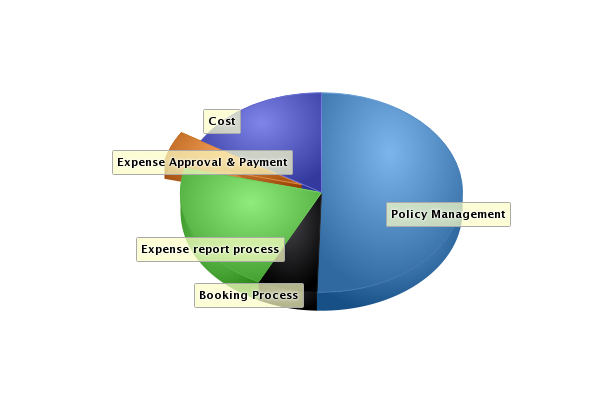 Cost
Expense Approval & Payment
Policy Management
Expense report process
Booking Process